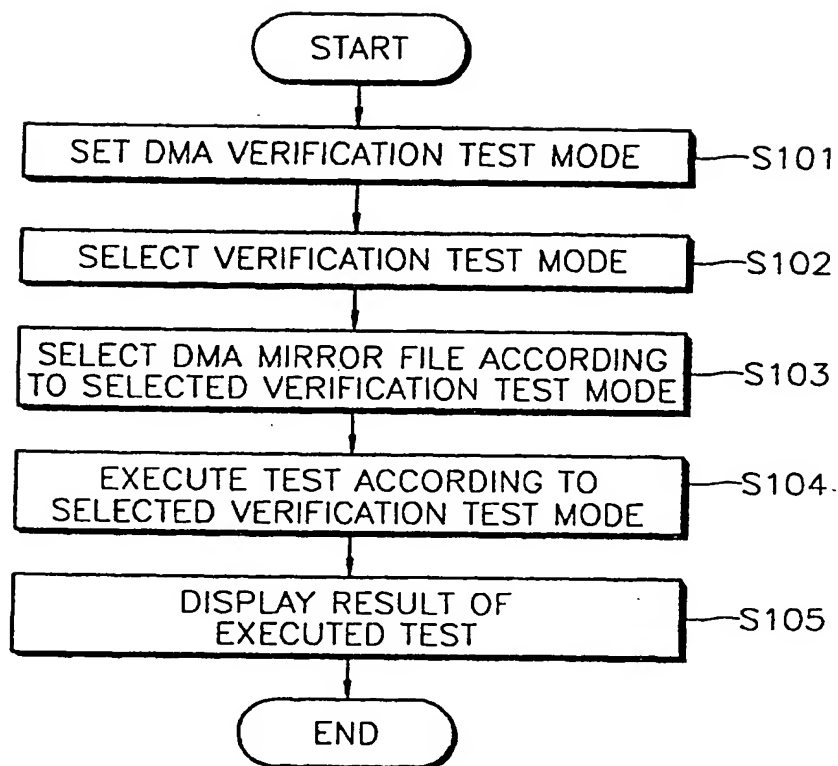 START
SET DMA VERIFICATION TEST MODE
S101
SELECT VERIFICATION TEST MODE
S102
SELECT DMA MIRROR FILE ACCORDING
TO SELECTED VERIFICATION TEST MODE
S103
EXECUTE TEST ACCORDING TO
SELECTED VERIFICATION TEST MODE
S104
DISPLAY RESULT OF
EXECUTED TEST
S105
END